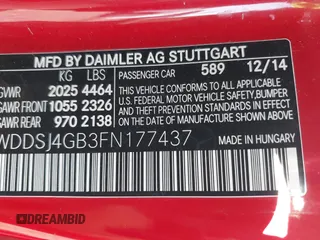 MFD BY DAIMLER AG STUTTGART
KG LBS PASSENGER CAR 589 12/14
GVWR 2025 4464
GAWR FRONT 1055 2326
GAWR REAR 970 2138
THIS VEHICLE CONFORMS TO ALL APPLICABLE
U.S. FEDERAL MOTOR VEHICLE SAFETY,
BUMPER, AND THEFT PREVENTION STANDARDS
IN EFFECT ON THE DATE OF
MANUFACTURE SHOWN ABOVE.
MADE IN HUNGARY
WDDSJ4GB3FN177437
DREAMBID